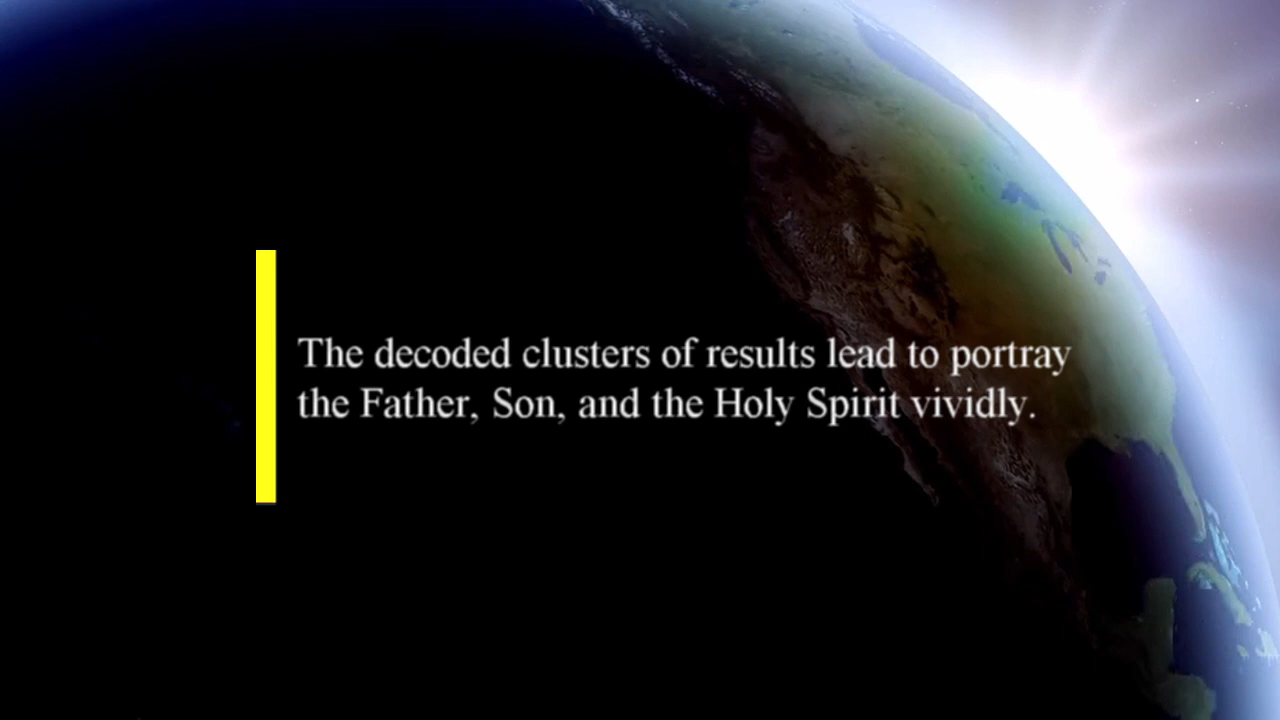 The decoded clusters of results lead to portray
the Father, Son, and the Holy Spirit vividly.